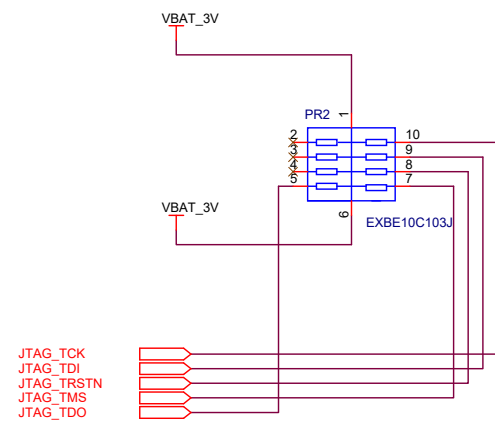 VBAT_3V
PR2
1
2
10
3
9
4
8
5
7
VBAT_3V
6
EXBE10C103J
JTAG_TCK
JTAG_TDI
JTAG_TRSTN
JTAG_TMS
JTAG_TDO